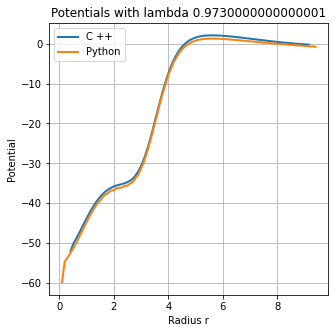 Potentials with lambda 0.9730000000000001
C ++
Python
Potential
0
−10
−20
−30
−40
−50
−60
0 2 4 6 8
Radius r